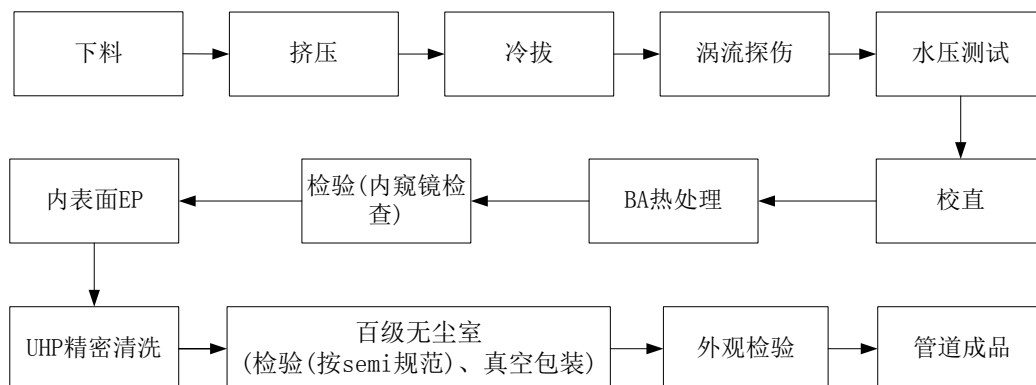 下料
挤压
冷拔
涡流探伤
水压测试
校直
BA热处理
检验(内窥镜检
查)
内表面EP
UHP精密清洗
百级无尘室
(检验(按semi规范)、真空包装)
外观检验
管道成品